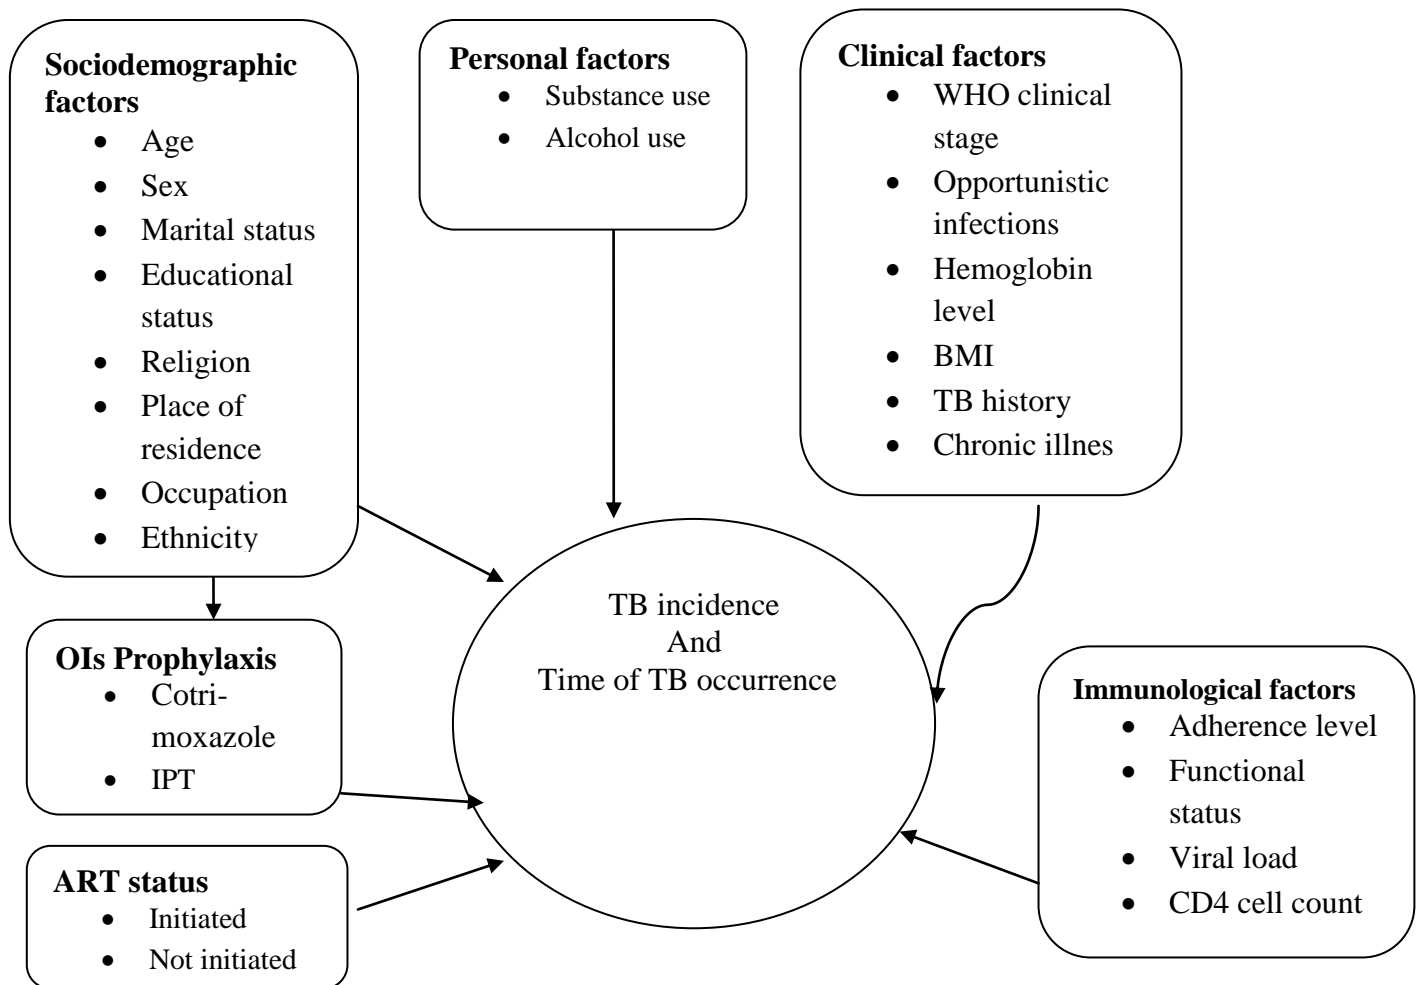 Sociodemographic
factors
• Age
• Sex
• Marital status
• Educational
status
• Religion
• Place of
residence
• Occupation
• Ethnicity
Personal factors
• Substance use
• Alcohol use
Clinical factors
• WHO clinical
stage
• Opportunistic
infections
• Hemoglobin
level
• BMI
• TB history
• Chronic illnes
TB incidence
And
Time of TB occurrence
OIs Prophylaxis
• Cotri-
moxazole
• IPT
Immunological factors
• Adherence level
• Functional
status
• Viral load
• CD4 cell count
ART status
• Initiated
• Not initiated